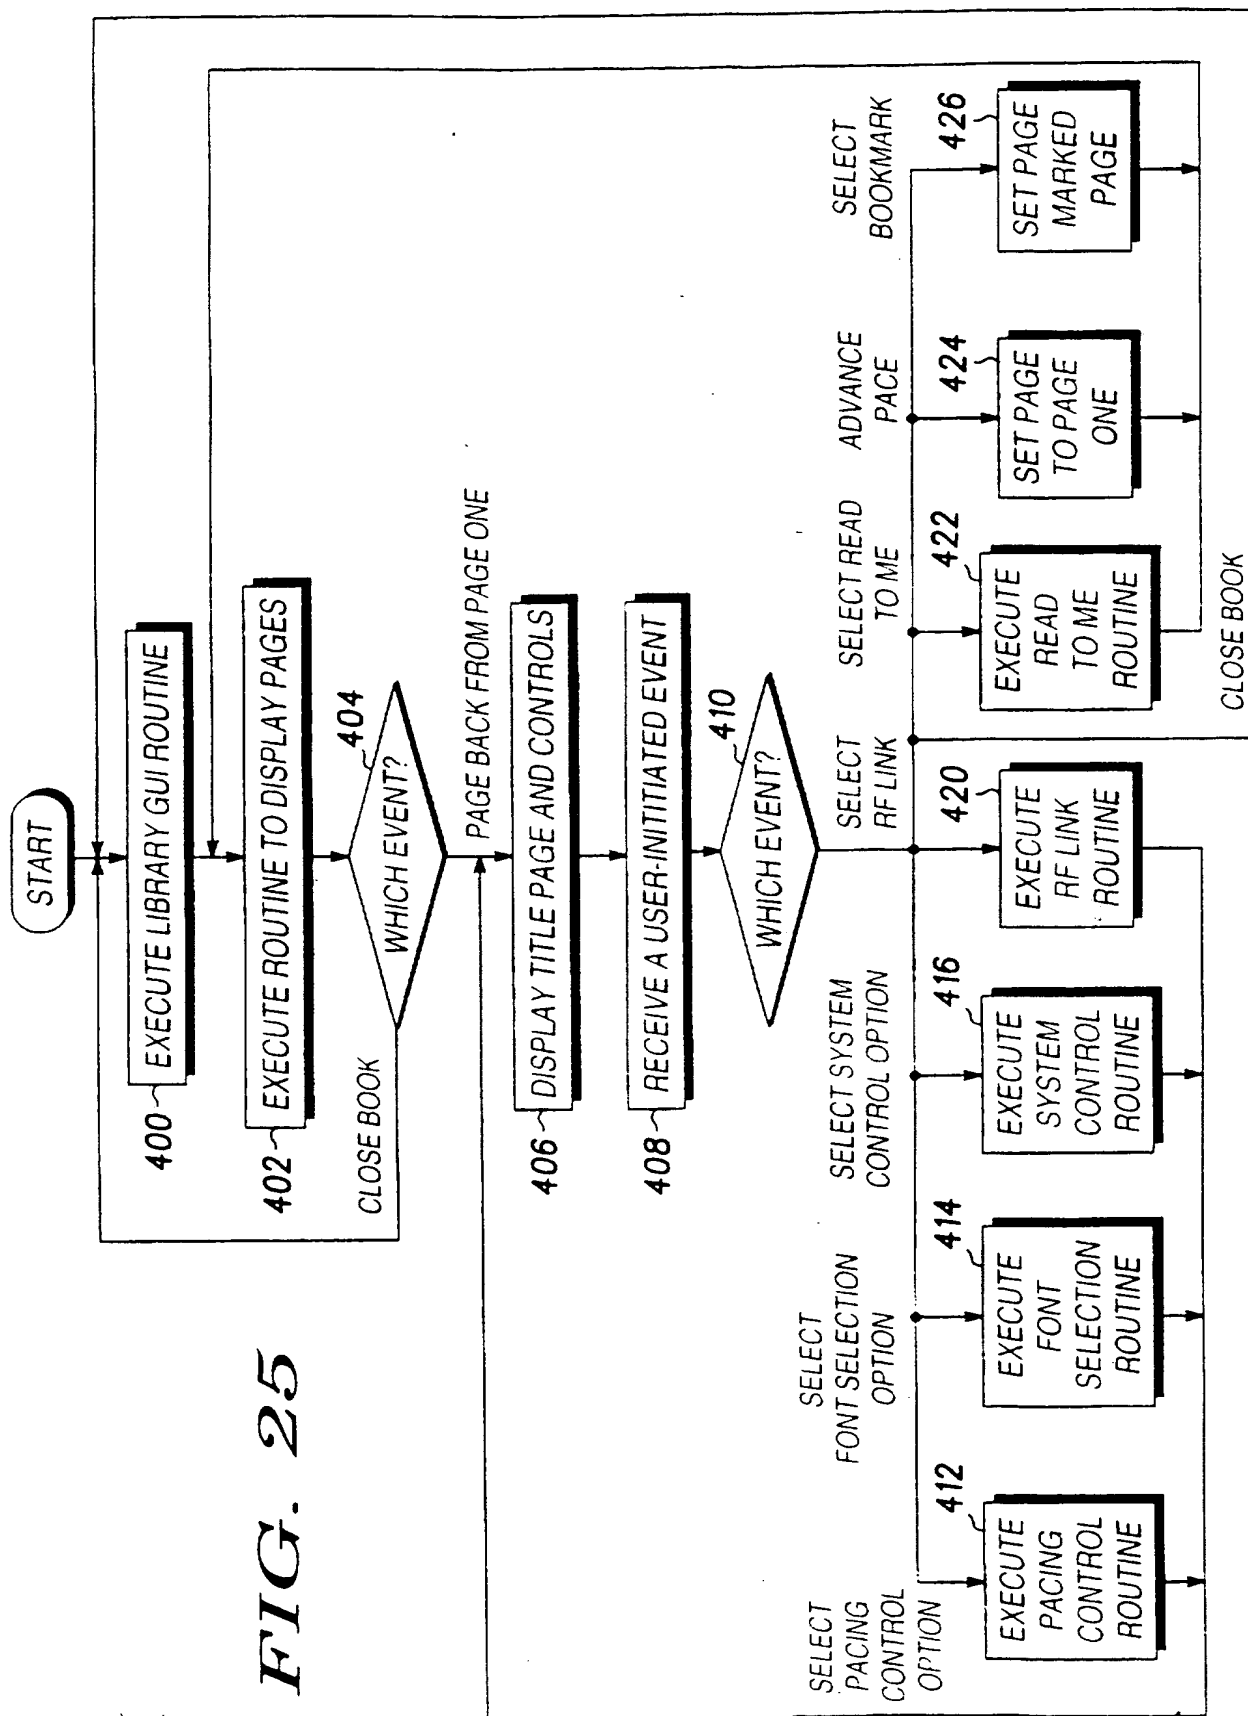 START
EXECUTE LIBRARY GUI ROUTINE
400
EXECUTE ROUTINE TO DISPLAY PAGES
402
WHICH EVENT?
404
CLOSE BOOK
PAGE BACK FROM PAGE ONE
DISPLAY TITLE PAGE AND CONTROLS
406
RECEIVE A USER-INITITIATED EVENT
408
WHICH EVENT?
410
SELECT
PACING
CONTROL
OPTION
412
EXECUTE
PACING
CONTROL
ROUTINE
SELECT
FONT SELECTION
OPTION
414
EXECUTE
FONT
SELECTION
ROUTINE
SELECT SYSTEM
CONTROL OPTION
416
EXECUTE
SYSTEM
CONTROL
ROUTINE
SELECT
RF LINK
420
EXECUTE
RF LINK
ROUTINE
CLOSE BOOK
SELECT READ
TO ME
422
EXECUTE
READ
TO ME
ROUTINE
ADVANCE
PACE
424
SET PAGE
TO PAGE
ONE
SELECT
BOOKMARK
426
SET PAGE
MARKED
PAGE
FIG. 25